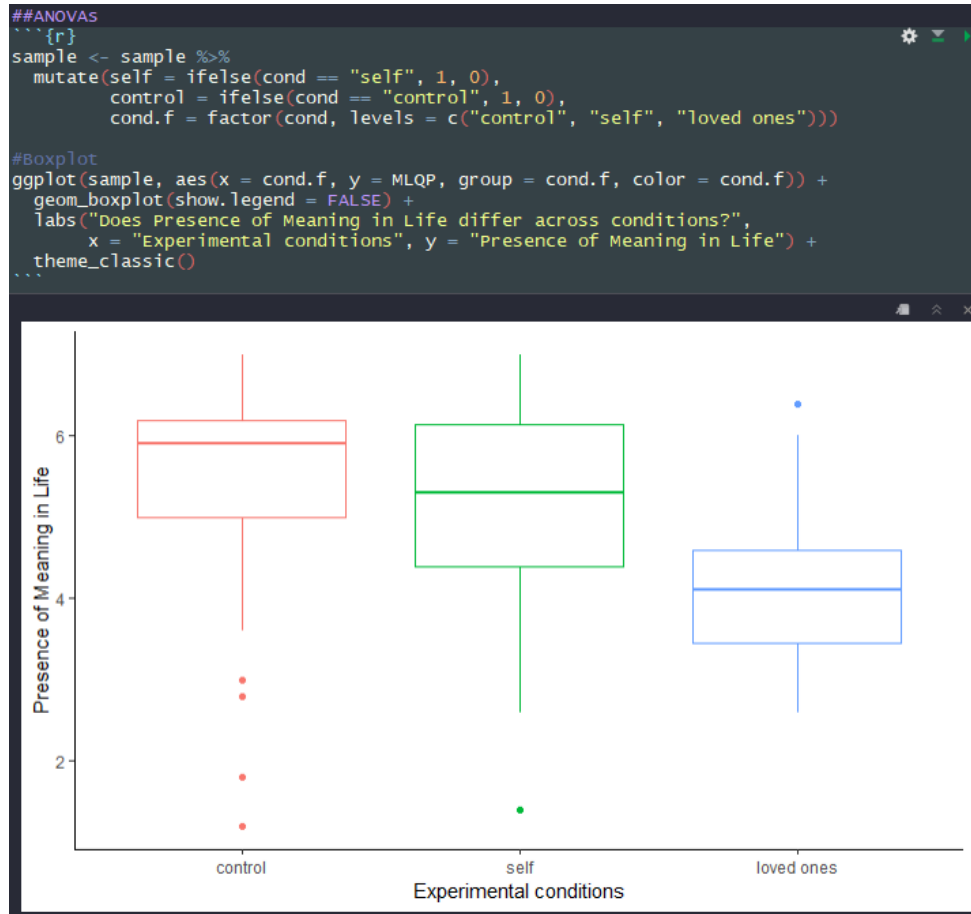 ##ANOVAs
```{r}
sample <- sample %>%
  mutate(self = ifelse(cond == "self", 1, 0),
         control = ifelse(cond == "control", 1, 0),
         cond.f = factor(cond, levels = c("control", "self", "loved ones")))
#Boxplot
ggplot(sample, aes(x = cond.f, y = MLQP, group = cond.f, color = cond.f)) +
  geom_boxplot(show.legend = FALSE) +
  labs("Does Presence of Meaning in Life differ across conditions?",
       x = "Experimental conditions", y = "Presence of Meaning in Life") +
  theme_classic()
```
Presence of Meaning in Life
6
4
2
control self loved ones
Experimental conditions